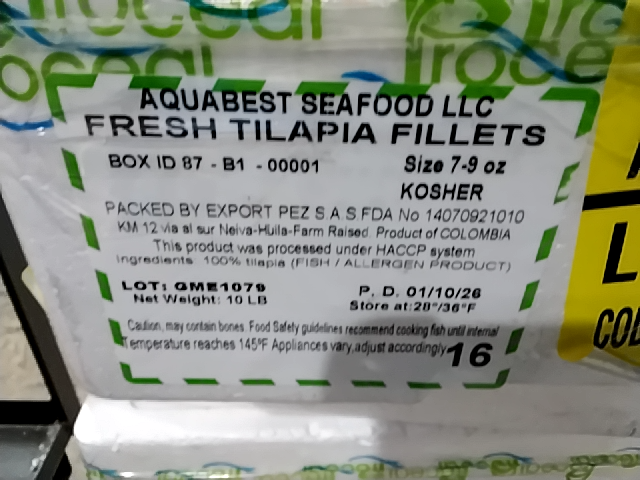 AQUABEST SEAFOOD LLC
FRESH TILAPIA FILLETS
BOX ID 87 - B1 - 00001 Size 7-9 oz
KOSHER
PACKED BY EXPORT PEZ S.A.S.FDA No 14070921010
KM 12 via al sur Neiva-Huila-Farm Raised. Product of COLOMBIA
This product was processed under HACCP system
Ingredients 100% tilapia (FISH / ALLERGEN PRODUCT)
LOT: GME1079 P. D. 01/10/26
Net Weight: 10 LB Store at:28°/36°F
Caution, may contain bones. Food Safety guidelines recommend cooking fish until internal
Temperature reaches 145°F Appliances vary,adjust accordingly 16